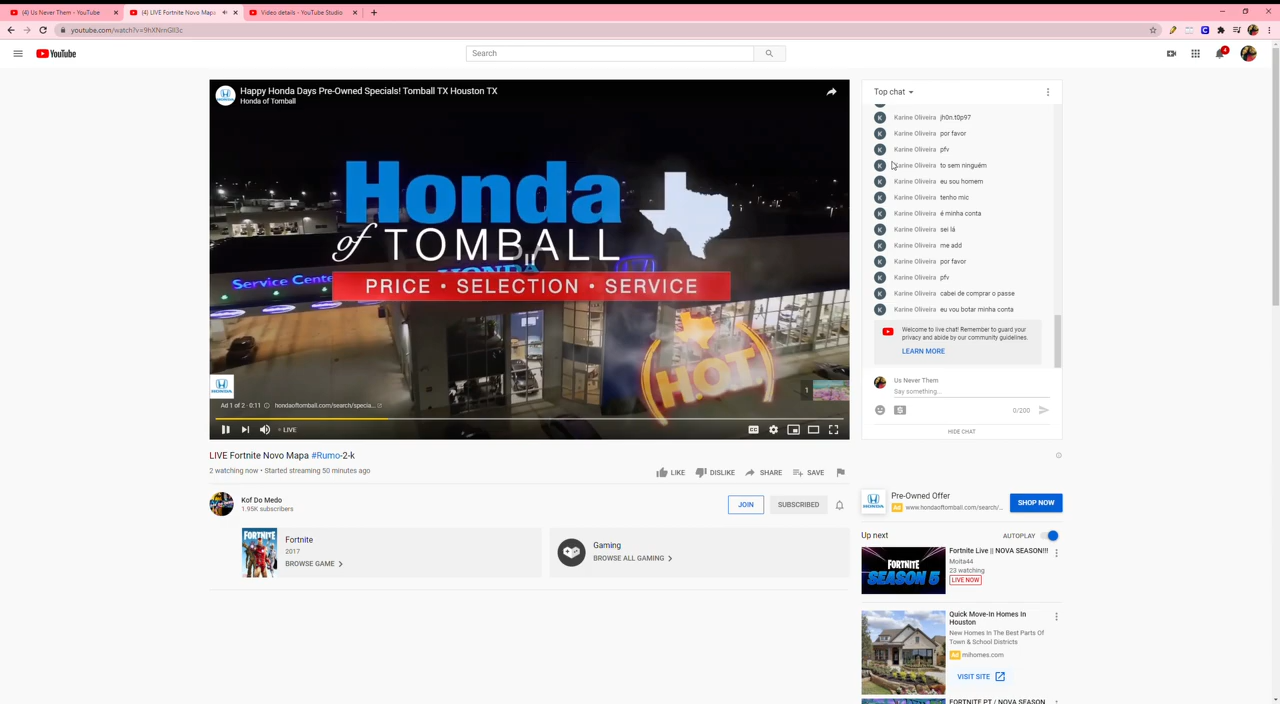 (4) Us Never Them - YouTube
(4) LIVE Fortnite Novo Mapa
Video details - YouTube Studio
youtube.com/watch?v=9hXNrnGlI3c
YouTube
Search
4
Happy Honda Days Pre-Owned Specials! Tomball TX Houston TX
Honda of Tomball
Honda
of TOMBALL
PRICE • SELECTION • SERVICE
Service Cente
HOT
HONDA
1
Ad 1 of 2 · 0:11
hondaoftomball.com/search/specia...
LIVE
LIVE Fortnite Novo Mapa #Rumo-2-k
2 watching now • Started streaming 50 minutes ago
LIKE
DISLIKE
SHARE
SAVE
Kof Do Medo
1.95K subscribers
JOIN
SUBSCRIBED
FORTNITE
Fortnite
2017
BROWSE GAME
Gaming
BROWSE ALL GAMING
Top chat
K Karine Oliveira jh0n.t0p97
K Karine Oliveira por favor
K Karine Oliveira pfv
K Karine Oliveira to sem ninguém
K Karine Oliveira eu sou homem
K Karine Oliveira tenho mic
K Karine Oliveira é minha conta
K Karine Oliveira sei lá
K Karine Oliveira me add
K Karine Oliveira por favor
K Karine Oliveira pfv
K Karine Oliveira cabei de comprar o passe
K Karine Oliveira eu vou botar minha conta
Welcome to live chat! Remember to guard your
privacy and abide by our community guidelines.
LEARN MORE
Us Never Them
Say something...
0/200
HIDE CHAT
Pre-Owned Offer
Ad www.hondaoftomball.com/search/...
SHOP NOW
Up next
AUTOPLAY
FORTNITE
SEASON 5
Fortnite Live || NOVA SEASON!!!
Moita44
23 watching
LIVE NOW
Quick Move-In Homes In
Houston
New Homes In The Best Parts Of
Town & School Districts
Ad mihomes.com
VISIT SITE
FORTNITE PT / NOVA SEASON